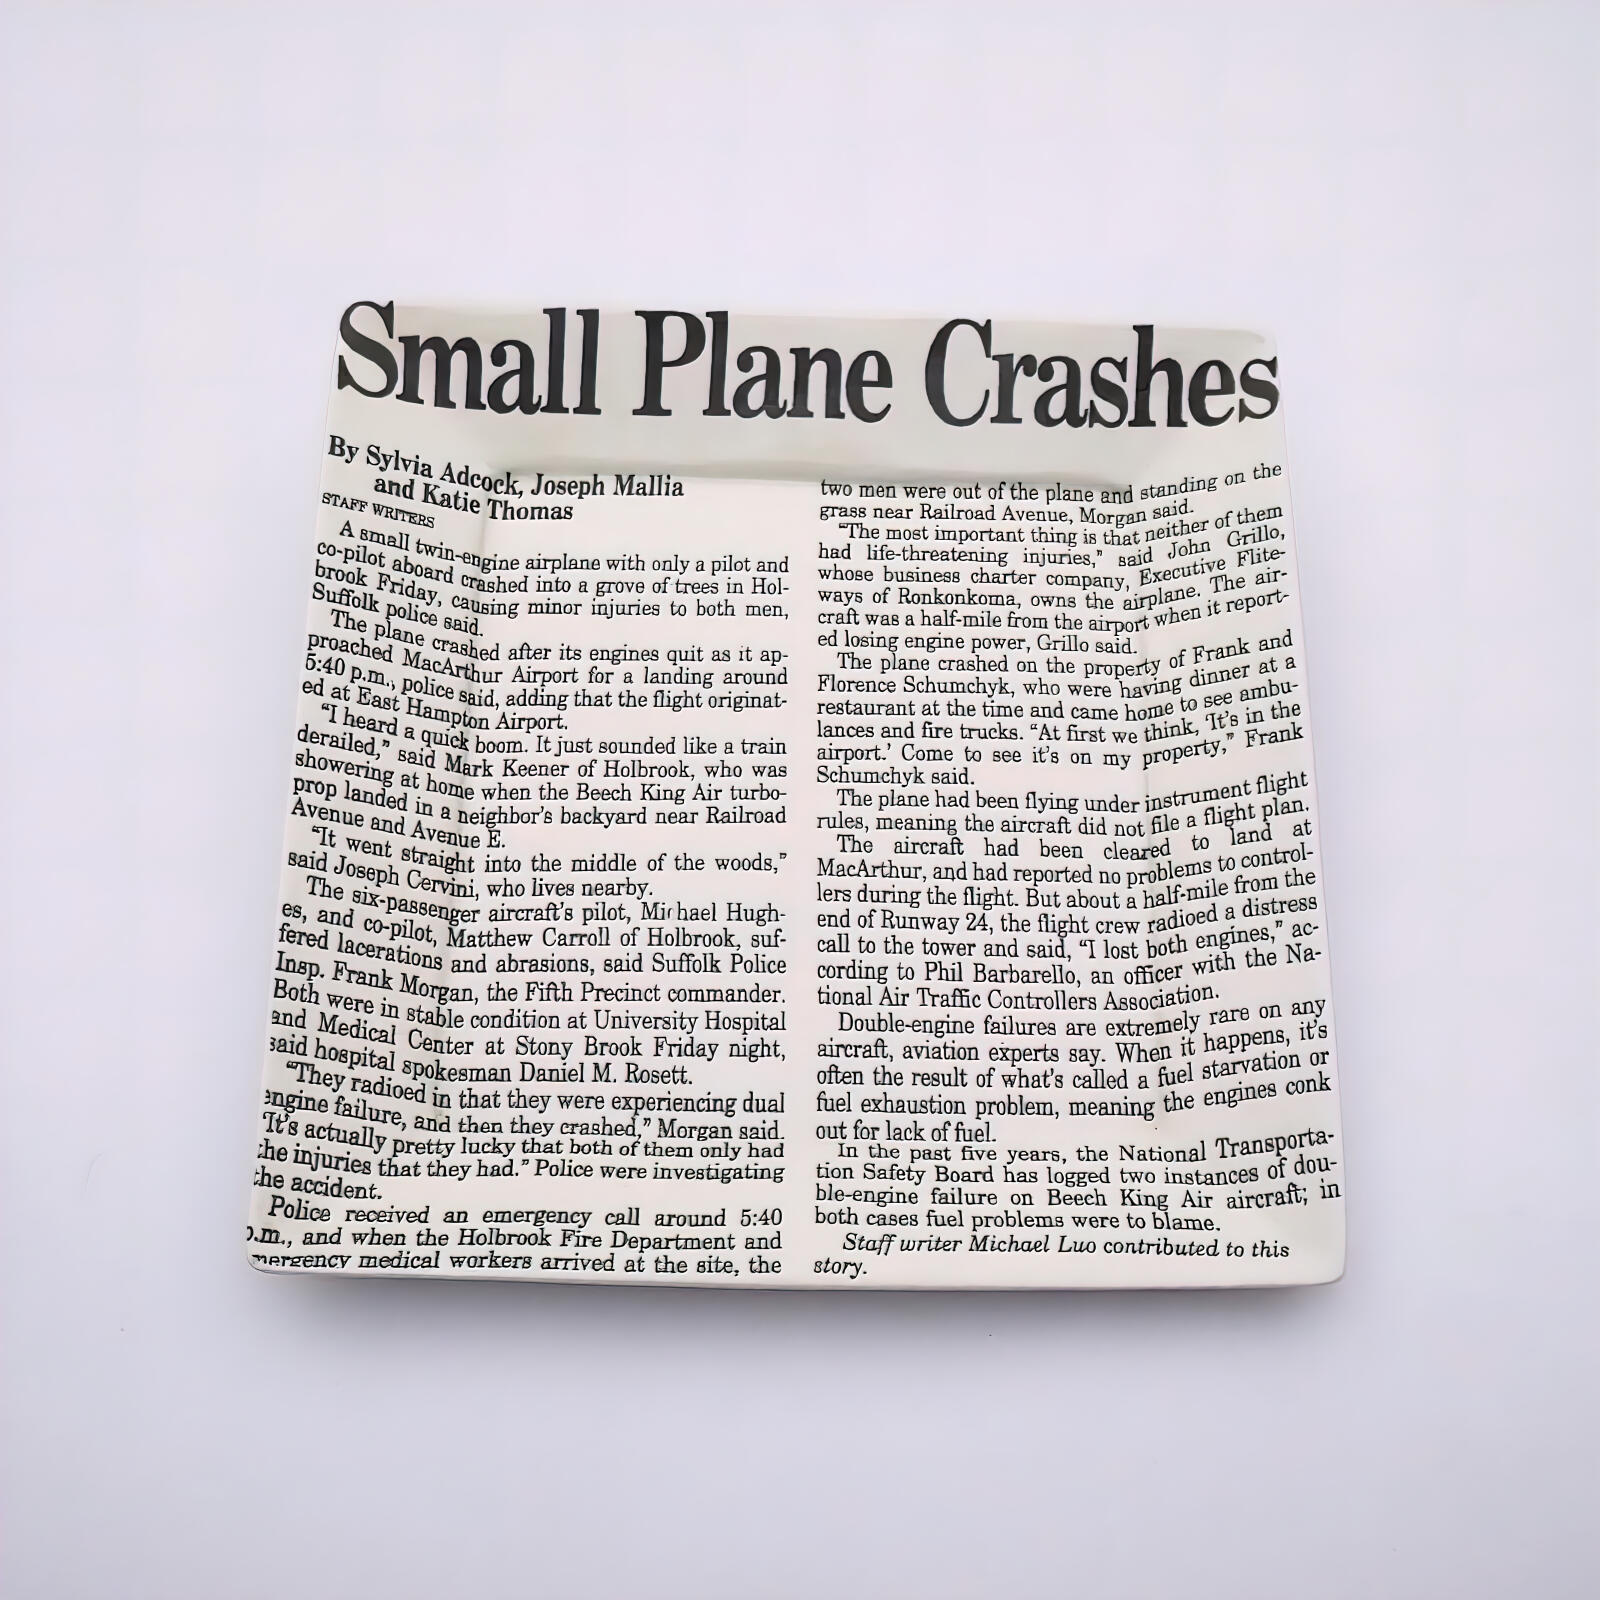 Small Plane Crashes
By Sylvia Adcock, Joseph Mallia
and Katie Thomas
STAFF WRITERS
A small twin-engine airplane with only a pilot and
co-pilot aboard crashed into a grove of trees in Hol-
brook Friday, causing minor injuries to both men,
Suffolk police said.
The plane crashed after its engines quit as it ap-
proached MacArthur Airport for a landing around
5:40 p.m., police said, adding that the flight originat-
ed at East Hampton Airport.
“I heard a quick boom. It just sounded like a train
derailed,” said Mark Keener of Holbrook, who was
showering at home when the Beech King Air turbo-
prop landed in a neighbor's backyard near Railroad
Avenue and Avenue E.
“It went straight into the middle of the woods,”
said Joseph Cervini, who lives nearby.
The six-passenger aircraft's pilot, Michael Hugh-
es, and co-pilot, Matthew Carroll of Holbrook, suf-
fered lacerations and abrasions, said Suffolk Police
Insp. Frank Morgan, the Fifth Precinct commander.
Both were in stable condition at University Hospital
and Medical Center at Stony Brook Friday night,
said hospital spokesman Daniel M. Rosett.
“They radioed in that they were experiencing dual
engine failure, and then they crashed,” Morgan said.
“It's actually pretty lucky that both of them only had
the injuries that they had.” Police were investigating
the accident.
Police received an emergency call around 5:40
p.m., and when the Holbrook Fire Department and
emergency medical workers arrived at the site, the
two men were out of the plane and standing on the
grass near Railroad Avenue, Morgan said.
“The most important thing is that neither of them
had life-threatening injuries,” said John Grillo,
whose business charter company, Executive Flite-
ways of Ronkonkoma, owns the airplane. The air-
craft was a half-mile from the airport when it report-
ed losing engine power, Grillo said.
The plane crashed on the property of Frank and
Florence Schumchyk, who were having dinner at a
restaurant at the time and came home to see ambu-
lances and fire trucks. “At first we think, ‘It's in the
airport.’ Come to see it's on my property,” Frank
Schumchyk said.
The plane had been flying under instrument flight
rules, meaning the aircraft did not file a flight plan.
The aircraft had been cleared to land at
MacArthur, and had reported no problems to control-
lers during the flight. But about a half-mile from the
end of Runway 24, the flight crew radioed a distress
call to the tower and said, “I lost both engines,” ac-
cording to Phil Barbarello, an officer with the Na-
tional Air Traffic Controllers Association.
Double-engine failures are extremely rare on any
aircraft, aviation experts say. When it happens, it's
often the result of what's called a fuel starvation or
fuel exhaustion problem, meaning the engines conk
out for lack of fuel.
In the past five years, the National Transporta-
tion Safety Board has logged two instances of dou-
ble-engine failure on Beech King Air aircraft; in
both cases fuel problems were to blame.
Staff writer Michael Luo contributed to this
story.